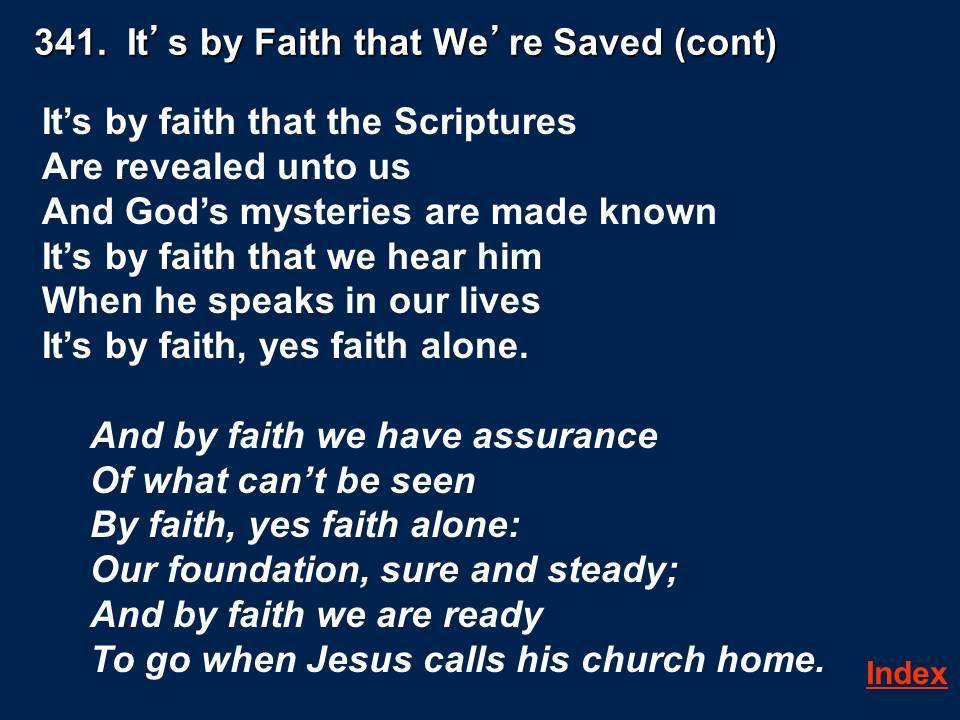 341. It’s by Faith that We’re Saved (cont)
It’s by faith that the Scriptures
Are revealed unto us
And God’s mysteries are made known
It’s by faith that we hear him
When he speaks in our lives
It’s by faith, yes faith alone.
And by faith we have assurance
Of what can’t be seen
By faith, yes faith alone:
Our foundation, sure and steady;
And by faith we are ready
To go when Jesus calls his church home.
Index